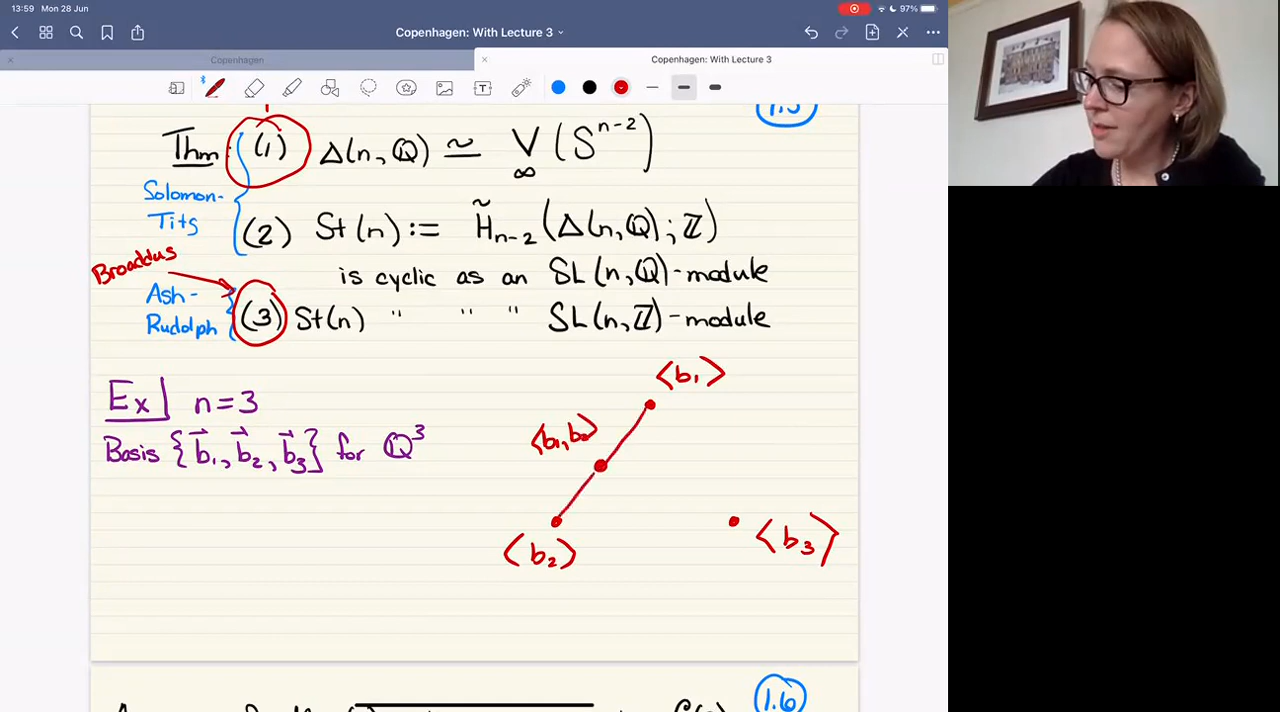 13:59 Mon 28 Jun
97%
Copenhagen: With Lecture 3
Copenhagen
Copenhagen: With Lecture 3
Thm: (1) Δ(n,ℚ) ≃ ⋁_∞ (S^{n-2})
Solomon-
Tits
(2) St(n) := H̃_{n-2}(Δ(n,ℚ);ℤ)
is cyclic as an SL(n,ℚ)-module
Broaddus
Ash-
Rudolph
(3) St(n) " " " SL(n,ℤ)-module
Ex n=3
Basis {b⃗₁, b⃗₂, b⃗₃} for ℚ³
⟨b₁⟩
⟨b₁,b₂⟩
⟨b₂⟩
⟨b₃⟩
1.6